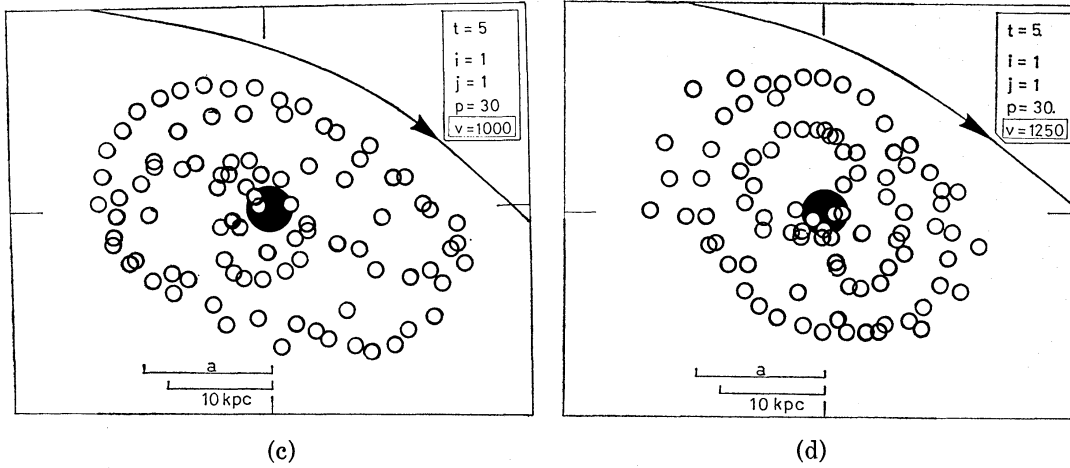 t = 5
i = 1
j = 1
p = 30
v = 1000
a
10 kpc
(c)
t = 5.
i = 1
j = 1
p = 30.
v = 1250
a
10 kpc
(d)